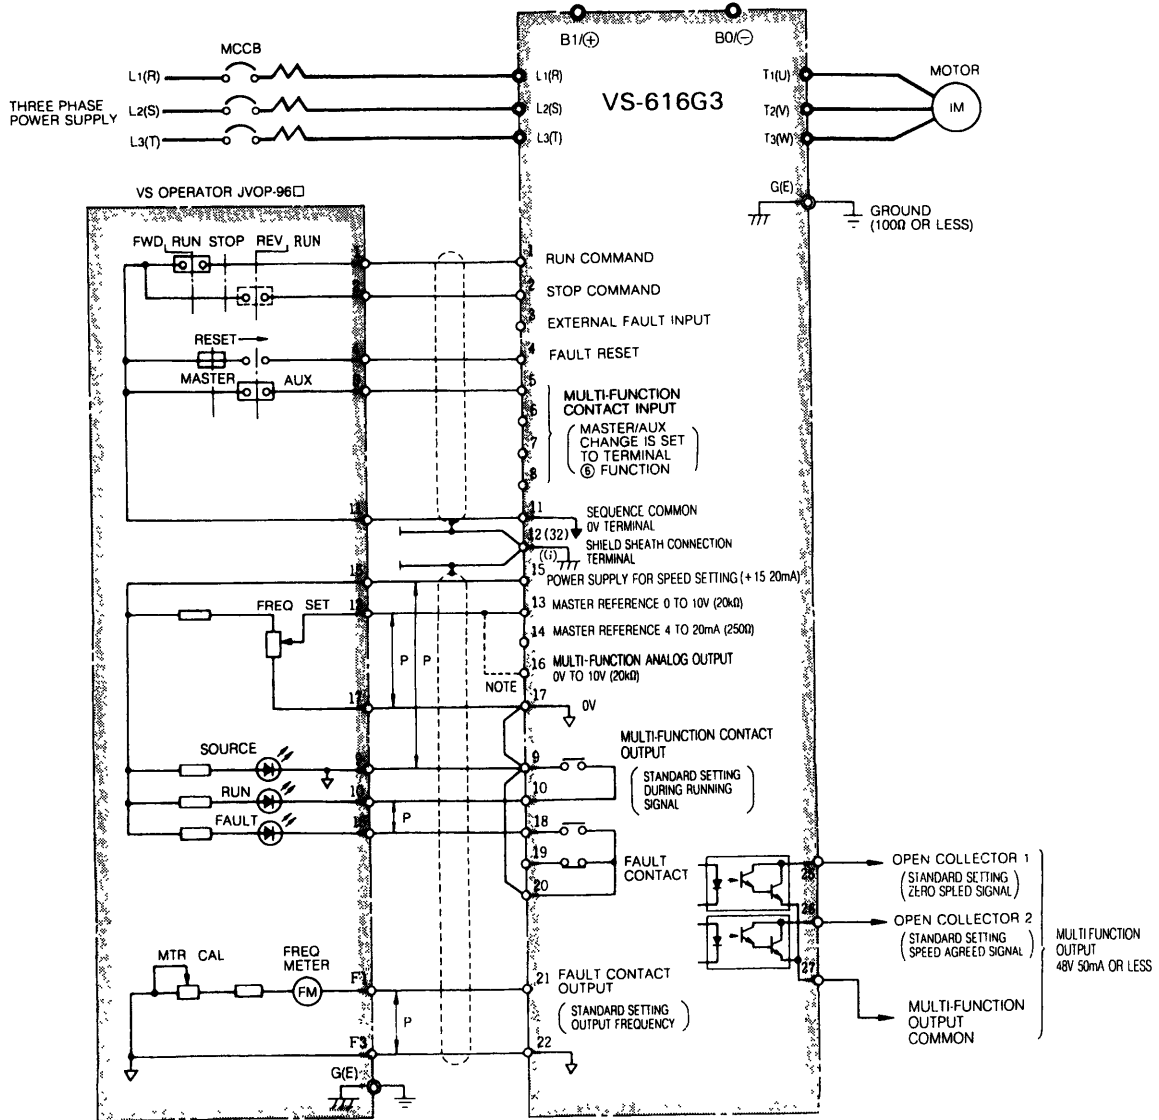 B1/⊕
B0/⊖
MCCB
L1(R)
L1(R)
T1(U)
MOTOR
THREE PHASE
POWER SUPPLY
L2(S)
L2(S)
VS-616G3
T2(V)
IM
L3(T)
L3(T)
T3(W)
G(E)
GROUND
(100Ω OR LESS)
VS OPERATOR JVOP-96□
FWD RUN STOP REV RUN
1
RUN COMMAND
2
STOP COMMAND
3
EXTERNAL FAULT INPUT
RESET
4
FAULT RESET
MASTER AUX
5
6
7
8
MULTI-FUNCTION
CONTACT INPUT
(MASTER/AUX
CHANGE IS SET
TO TERMINAL
⑤ FUNCTION)
11
11
SEQUENCE COMMON
0V TERMINAL
12 (32)
(G)
SHIELD SHEATH CONNECTION
TERMINAL
15
15
POWER SUPPLY FOR SPEED SETTING (+15 20mA)
FREQ SET
13
MASTER REFERENCE 0 TO 10V (20kΩ)
14
MASTER REFERENCE 4 TO 20mA (250Ω)
P
P
16
MULTI-FUNCTION ANALOG OUTPUT
0V TO 10V (20kΩ)
NOTE
17
17
0V
SOURCE
9
MULTI-FUNCTION CONTACT
OUTPUT
(STANDARD SETTING
DURING RUNNING
SIGNAL)
RUN
10
10
FAULT
P
18
19
20
FAULT
CONTACT
25
OPEN COLLECTOR 1
(STANDARD SETTING
ZERO SPLED SIGNAL)
26
OPEN COLLECTOR 2
(STANDARD SETTING
SPEED AGREED SIGNAL)
27
MULTI FUNCTION
OUTPUT
48V 50mA OR LESS
MULTI-FUNCTION
OUTPUT
COMMON
MTR CAL
FREQ
METER
FM
21
FAULT CONTACT
OUTPUT
(STANDARD SETTING
OUTPUT FREQUENCY)
P
F3
22
G(E)